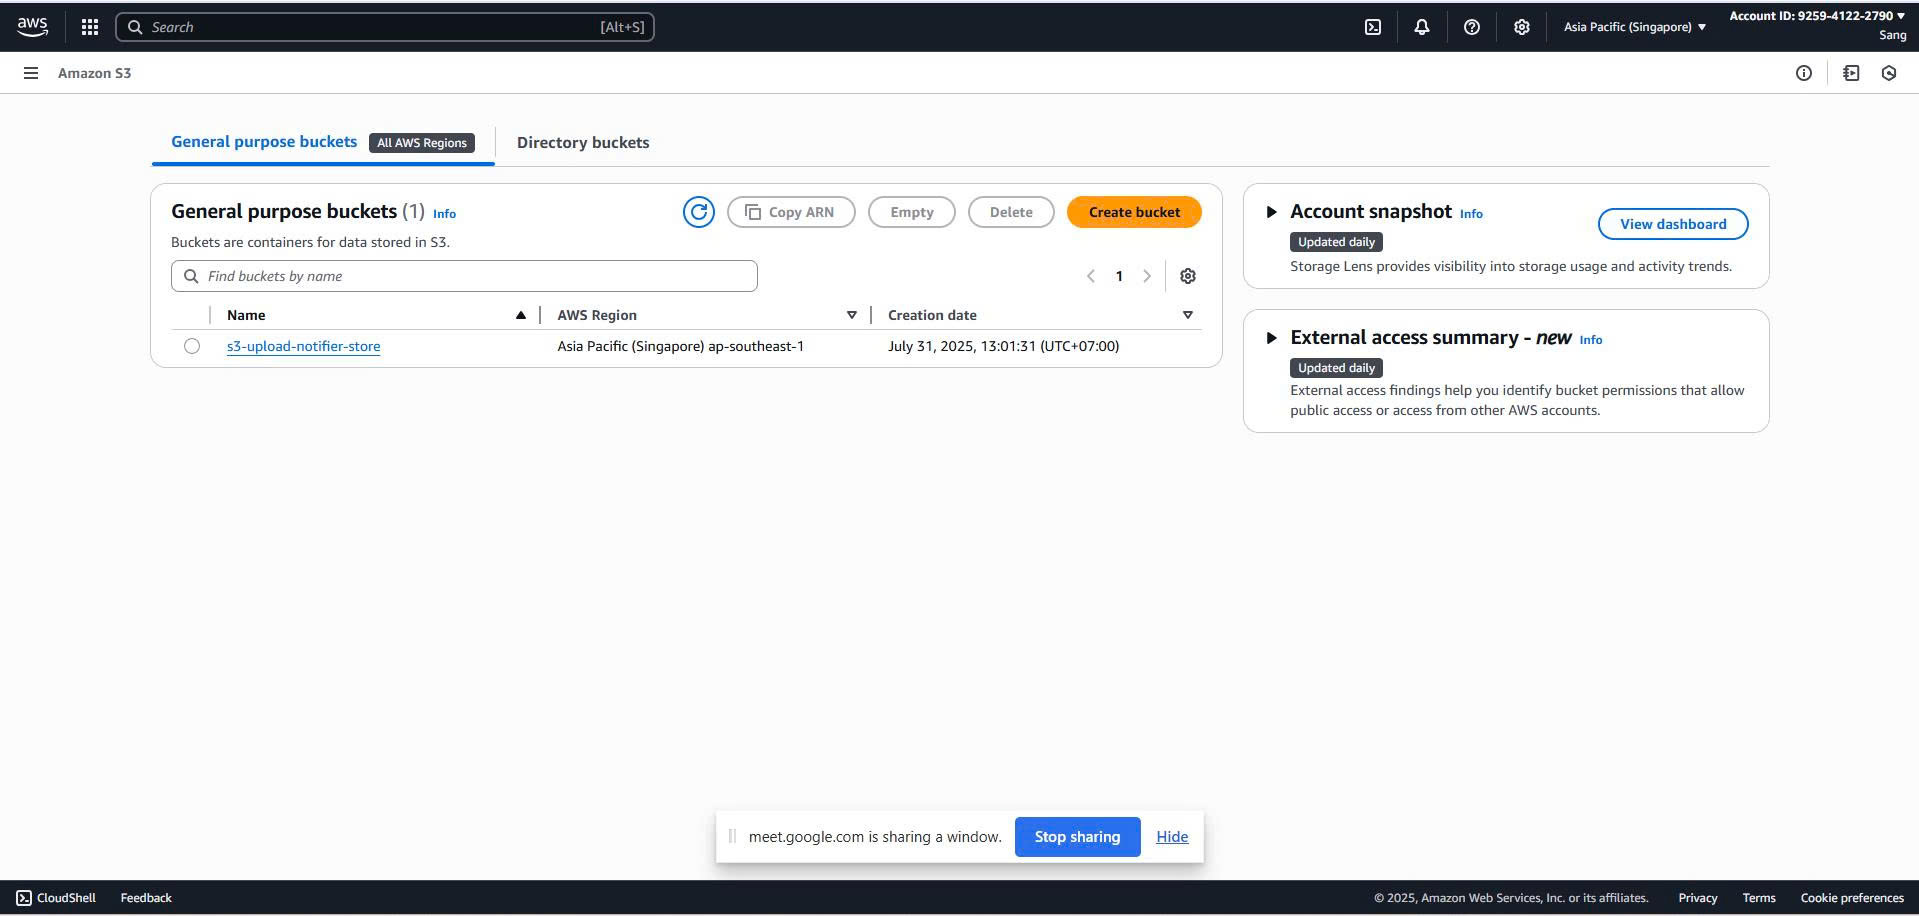 aws
Search [Alt+S]
Asia Pacific (Singapore)
Account ID: 9259-4122-2790
Sang
Amazon S3
General purpose buckets All AWS Regions
Directory buckets
General purpose buckets (1) Info
Copy ARN
Empty
Delete
Create bucket
Buckets are containers for data stored in S3.
Find buckets by name
1
Name AWS Region Creation date
s3-upload-notifier-store Asia Pacific (Singapore) ap-southeast-1 July 31, 2025, 13:01:31 (UTC+07:00)
Account snapshot Info
View dashboard
Updated daily
Storage Lens provides visibility into storage usage and activity trends.
External access summary - new Info
Updated daily
External access findings help you identify bucket permissions that allow
public access or access from other AWS accounts.
meet.google.com is sharing a window. Stop sharing Hide
CloudShell Feedback © 2025, Amazon Web Services, Inc. or its affiliates. Privacy Terms Cookie preferences